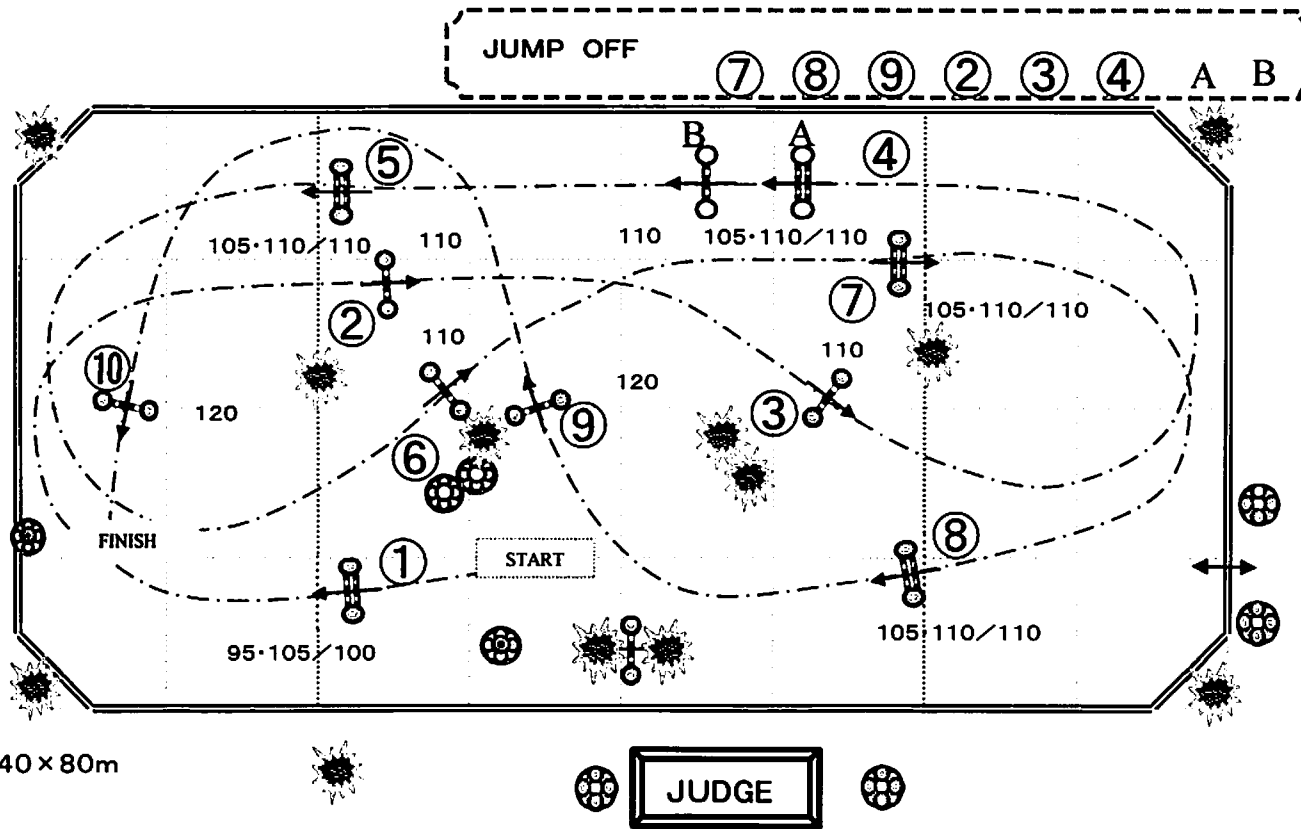 JUMP OFF
⑦ ⑧ ⑨ ② ③ ④ A B
B A ④
⑤
105·110/110 110 110 105·110/110
② ⑦ 105·110/110
110 110
⑩ 120 120
③
⑨
⑥
FINISH START
① ⑧
95·105/100 105·110/110
40×80m
JUDGE